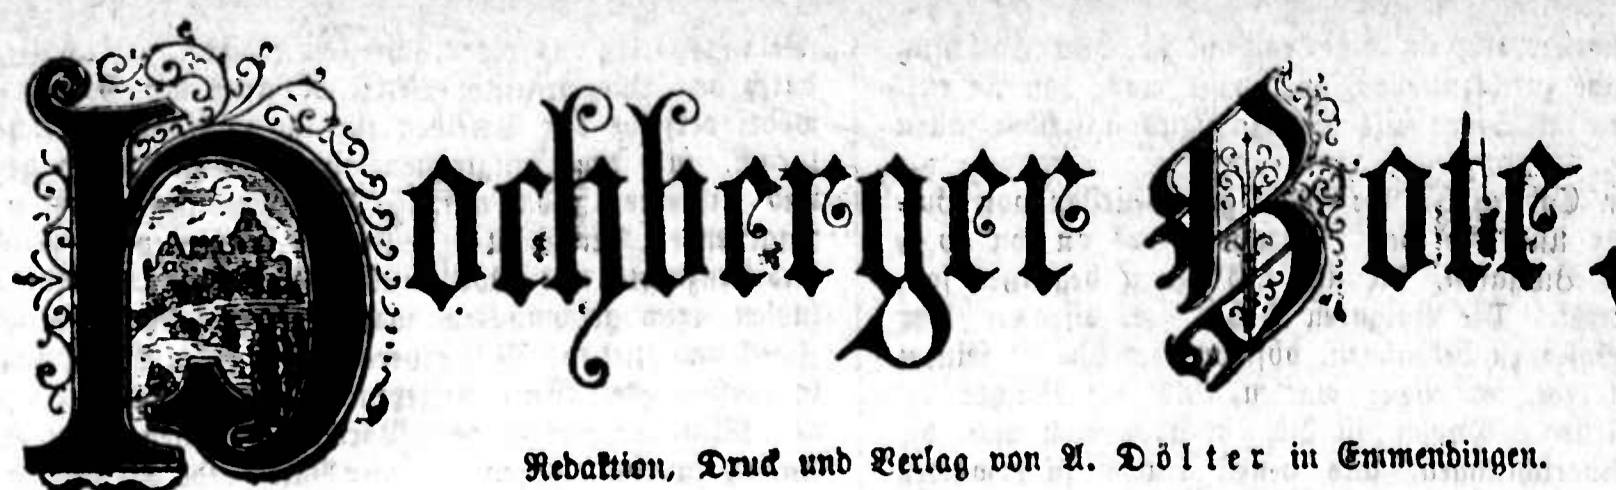 Hochberger Bote.
Redaktion, Druck und Verlag von A. Dölter in Emmendingen.